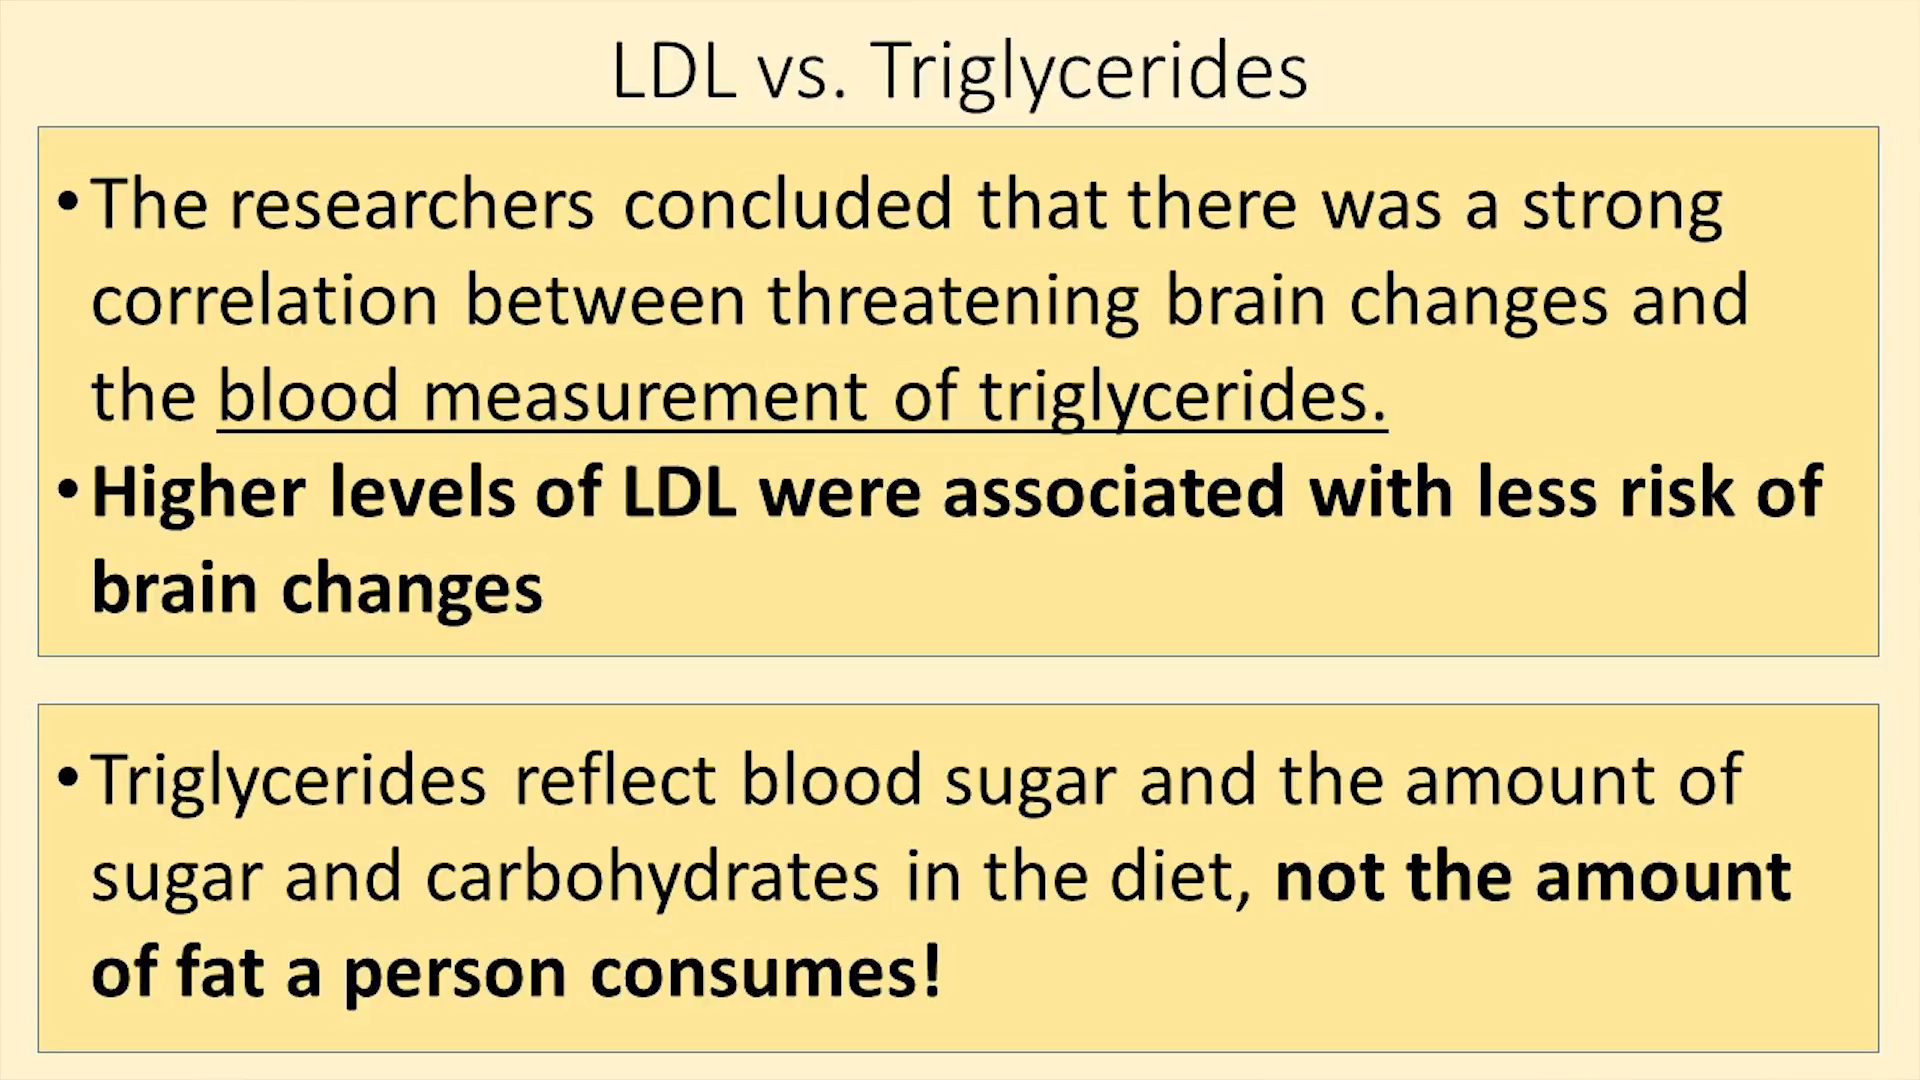 LDL vs. Triglycerides
• The researchers concluded that there was a strong
correlation between threatening brain changes and
the blood measurement of triglycerides.
• Higher levels of LDL were associated with less risk of
brain changes
• Triglycerides reflect blood sugar and the amount of
sugar and carbohydrates in the diet, not the amount
of fat a person consumes!